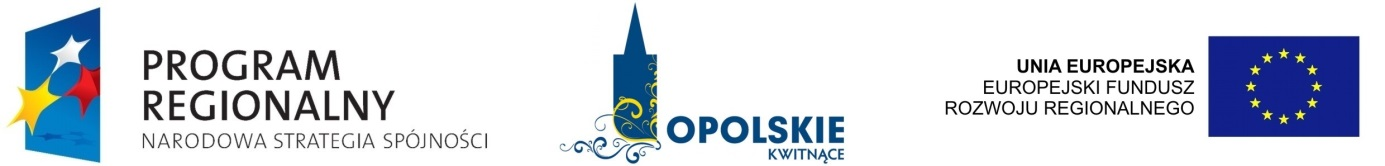 PROGRAM
REGIONALNY
NARODOWA STRATEGIA SPÓJNOŚCI
OPOLSKIE
KWITNĄCE
UNIA EUROPEJSKA
EUROPEJSKI FUNDUSZ
ROZWOJU REGIONALNEGO